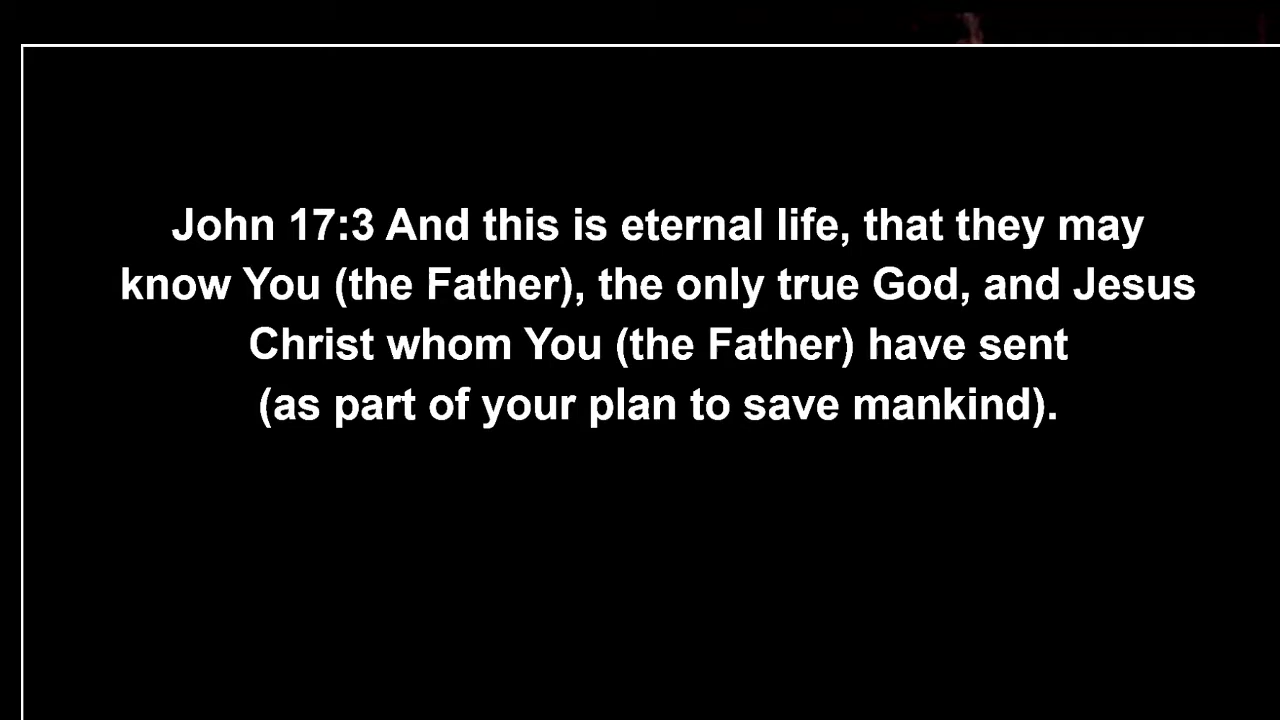 John 17:3 And this is eternal life, that they may
know You (the Father), the only true God, and Jesus
Christ whom You (the Father) have sent
(as part of your plan to save mankind).